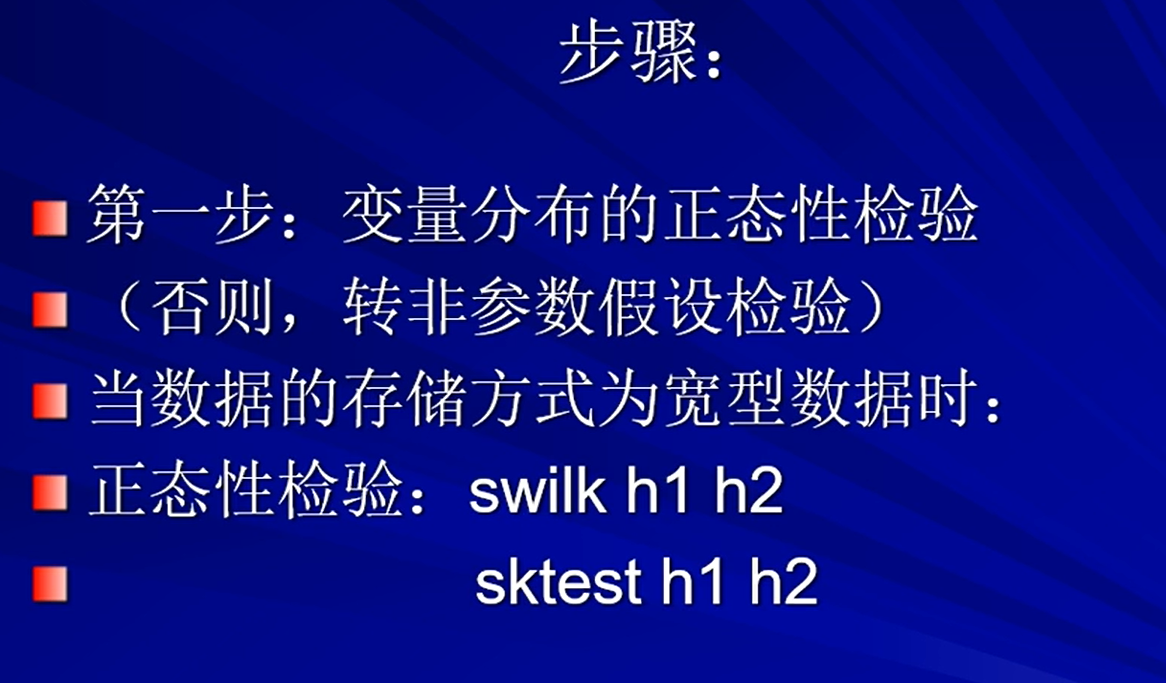 步骤：
第一步：变量分布的正态性检验
（否则，转非参数假设检验）
当数据的存储方式为宽型数据时：
正态性检验： swilk h1 h2
sktest h1 h2